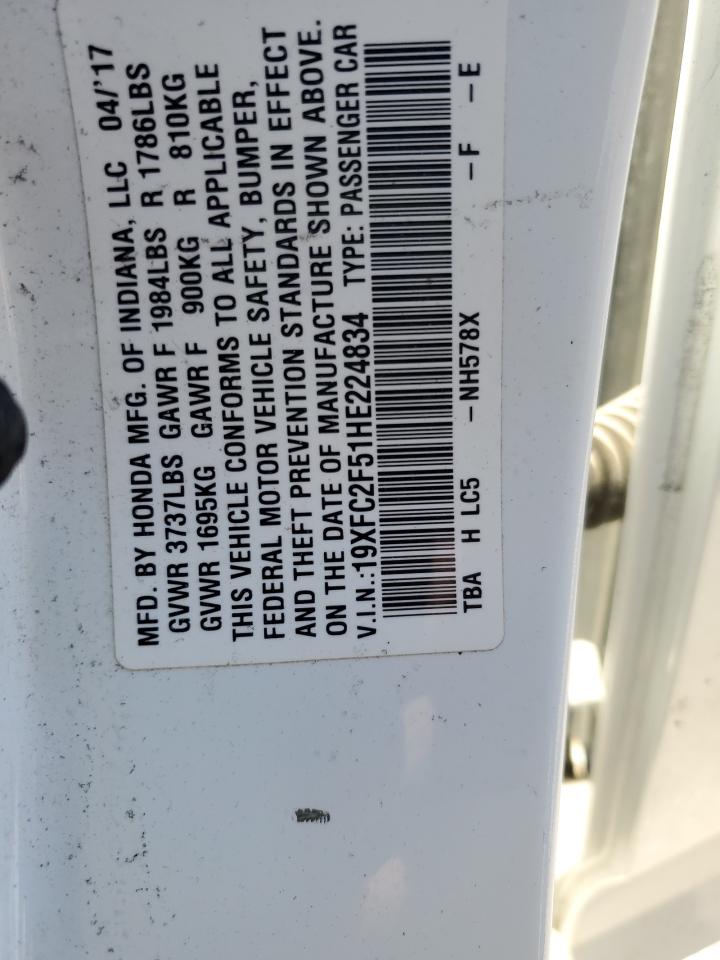 MFD. BY HONDA MFG. OF INDIANA, LLC 04/'17
GVWR 3737LBS GAWR F 1984LBS R 1786LBS
GVWR 1695KG GAWR F 900KG R 810KG
THIS VEHICLE CONFORMS TO ALL APPLICABLE
FEDERAL MOTOR VEHICLE SAFETY, BUMPER,
AND THEFT PREVENTION STANDARDS IN EFFECT
ON THE DATE OF MANUFACTURE SHOWN ABOVE.
V.I.N.:19XFC2F51HE224834 TYPE: PASSENGER CAR
TBA H LC5 – NH578X – F – E